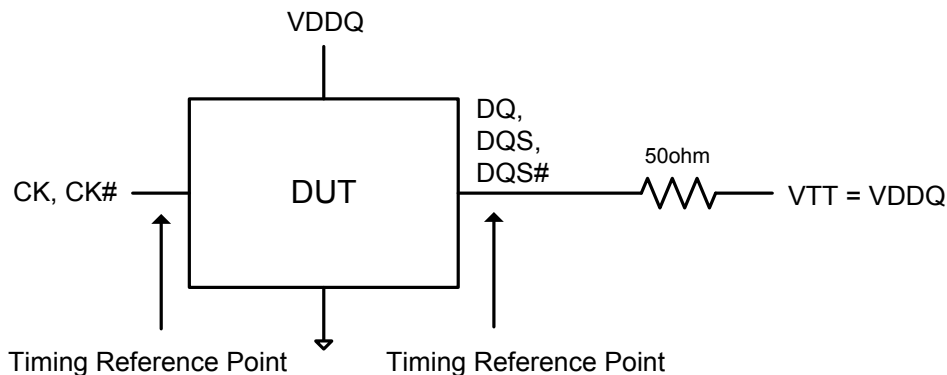 VDDQ
DQ,
DQS,
DQS#
50ohm
CK, CK#
DUT
VTT = VDDQ
Timing Reference Point
Timing Reference Point